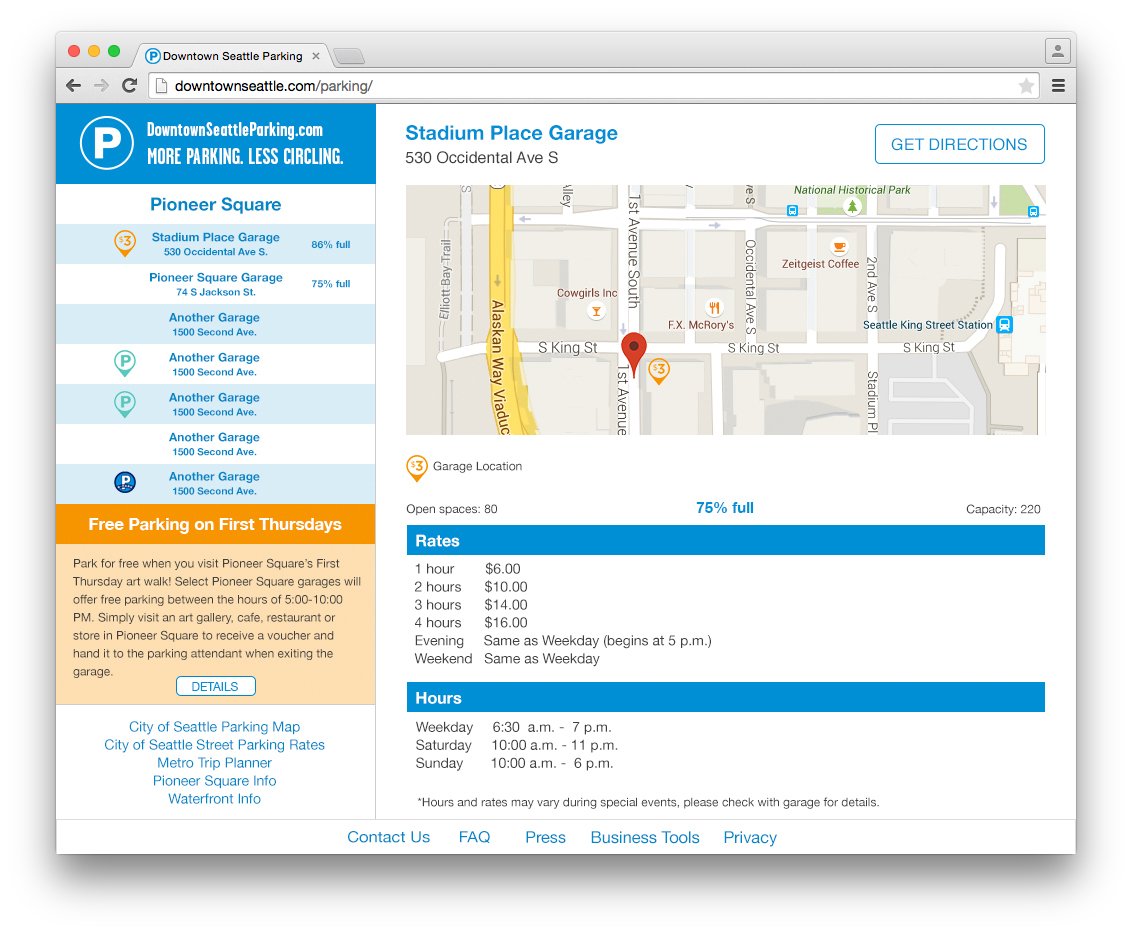 Downtown Seattle Parking
downtownseattle.com/parking/
DowntownSeattleParking.com
MORE PARKING. LESS CIRCLING.
Pioneer Square
$3
Stadium Place Garage
530 Occidental Ave S.
86% full
Pioneer Square Garage
74 S Jackson St.
75% full
Another Garage
1500 Second Ave.
P
Another Garage
1500 Second Ave.
P
Another Garage
1500 Second Ave.
Another Garage
1500 Second Ave.
P
Another Garage
1500 Second Ave.
Free Parking on First Thursdays
Park for free when you visit Pioneer Square's First
Thursday art walk! Select Pioneer Square garages will
offer free parking between the hours of 5:00-10:00
PM. Simply visit an art gallery, cafe, restaurant or
store in Pioneer Square to receive a voucher and
hand it to the parking attendant when exiting the
garage.
DETAILS
City of Seattle Parking Map
City of Seattle Street Parking Rates
Metro Trip Planner
Pioneer Square Info
Waterfront Info
Stadium Place Garage
530 Occidental Ave S
GET DIRECTIONS
National Historical Park
S
Alley
1st Avenue South
ve S
Elliott Bay Trail
Occidental Ave S
2nd Ave S
Zeitgeist Coffee
Cowgirls Inc
F.X. McRory's
Seattle King Street Station
S King St
S King St
S King St
Alaskan Way Viaduc
1st Avenue
$3
Stadium Pl
$3
Garage Location
Open spaces: 80
75% full
Capacity: 220
Rates
1 hour $6.00
2 hours $10.00
3 hours $14.00
4 hours $16.00
Evening Same as Weekday (begins at 5 p.m.)
Weekend Same as Weekday
Hours
Weekday 6:30 a.m. - 7 p.m.
Saturday 10:00 a.m. - 11 p.m.
Sunday 10:00 a.m. - 6 p.m.
*Hours and rates may vary during special events, please check with garage for details.
Contact Us FAQ Press Business Tools Privacy